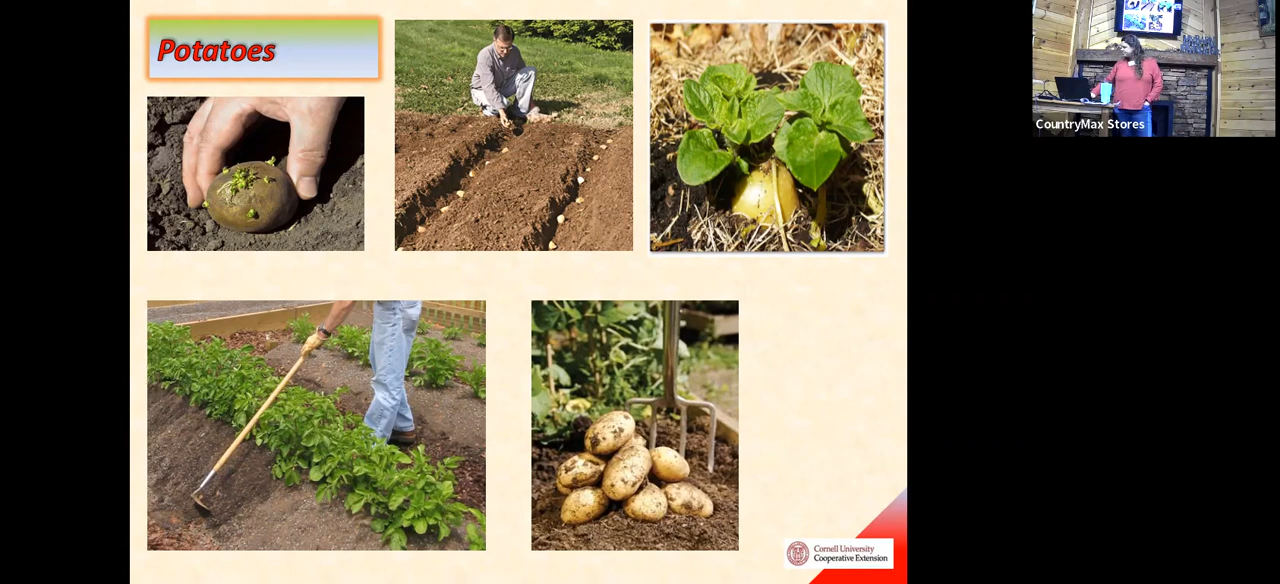 Potatoes
CountryMax Stores
Cornell University
Cooperative Extension